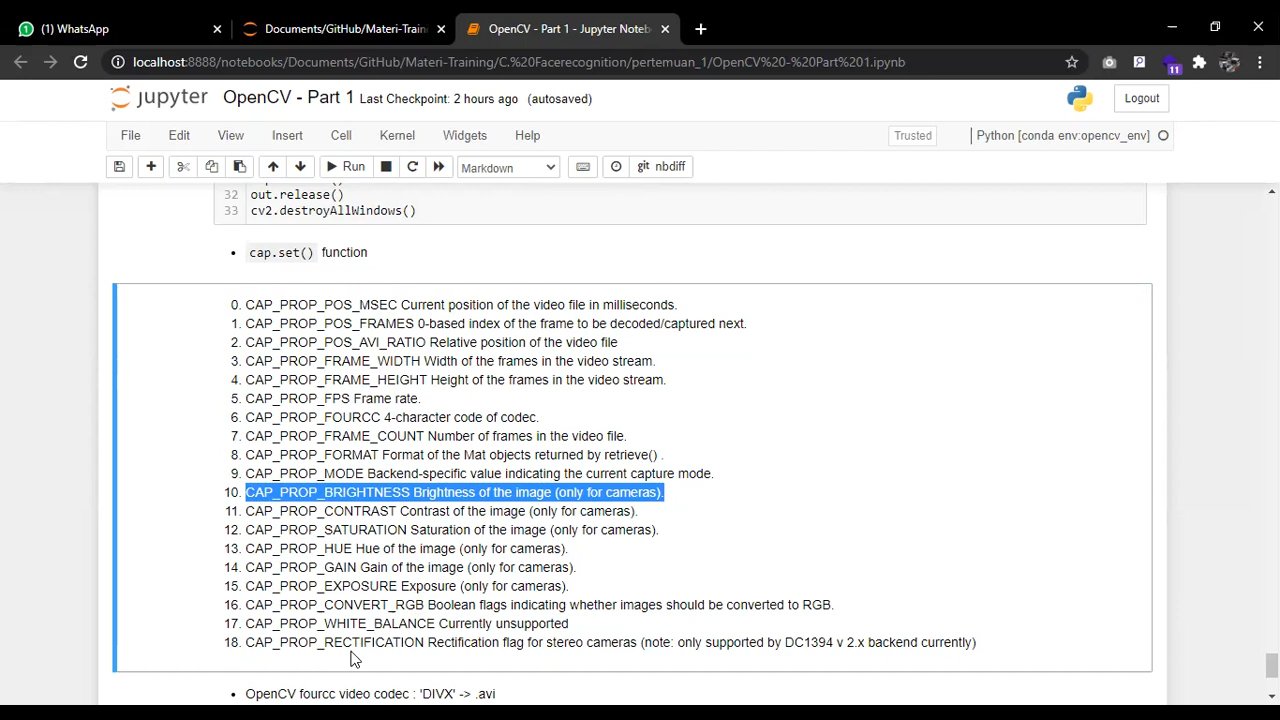 (1) WhatsApp
Documents/GitHub/Materi-Traini
OpenCV - Part 1 - Jupyter Notebo
localhost:8888/notebooks/Documents/GitHub/Materi-Training/C.%20Facerecognition/pertemuan_1/OpenCV%20-%20Part%201.ipynb
11
jupyter OpenCV - Part 1 Last Checkpoint: 2 hours ago (autosaved)
Logout
File Edit View Insert Cell Kernel Widgets Help
Trusted
Python [conda env:opencv_env]
Run
Markdown
git nbdiff
32 out.release()
33 cv2.destroyAllWindows()
• cap.set() function
0. CAP_PROP_POS_MSEC Current position of the video file in milliseconds.
1. CAP_PROP_POS_FRAMES 0-based index of the frame to be decoded/captured next.
2. CAP_PROP_POS_AVI_RATIO Relative position of the video file
3. CAP_PROP_FRAME_WIDTH Width of the frames in the video stream.
4. CAP_PROP_FRAME_HEIGHT Height of the frames in the video stream.
5. CAP_PROP_FPS Frame rate.
6. CAP_PROP_FOURCC 4-character code of codec.
7. CAP_PROP_FRAME_COUNT Number of frames in the video file.
8. CAP_PROP_FORMAT Format of the Mat objects returned by retrieve() .
9. CAP_PROP_MODE Backend-specific value indicating the current capture mode.
10. CAP_PROP_BRIGHTNESS Brightness of the image (only for cameras).
11. CAP_PROP_CONTRAST Contrast of the image (only for cameras).
12. CAP_PROP_SATURATION Saturation of the image (only for cameras).
13. CAP_PROP_HUE Hue of the image (only for cameras).
14. CAP_PROP_GAIN Gain of the image (only for cameras).
15. CAP_PROP_EXPOSURE Exposure (only for cameras).
16. CAP_PROP_CONVERT_RGB Boolean flags indicating whether images should be converted to RGB.
17. CAP_PROP_WHITE_BALANCE Currently unsupported
18. CAP_PROP_RECTIFICATION Rectification flag for stereo cameras (note: only supported by DC1394 v 2.x backend currently)
• OpenCV fourcc video codec : 'DIVX' -> .avi